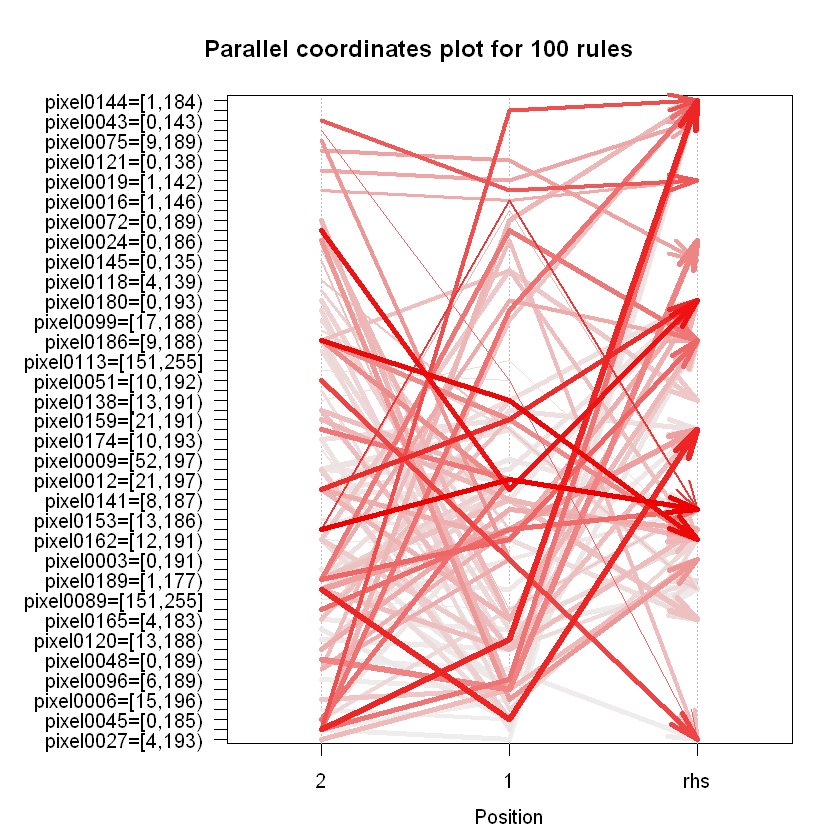 Parallel coordinates plot for 100 rules
pixel0144=[1,184)
pixel0043=[0,143)
pixel0075=[9,189)
pixel0121=[0,138)
pixel0019=[1,142)
pixel0016=[1,146)
pixel0072=[0,189)
pixel0024=[0,186)
pixel0145=[0,135)
pixel0118=[4,139)
pixel0180=[0,193)
pixel0099=[17,188)
pixel0186=[9,188)
pixel0113=[151,255]
pixel0051=[10,192)
pixel0138=[13,191)
pixel0159=[21,191)
pixel0174=[10,193)
pixel0009=[52,197)
pixel0012=[21,197)
pixel0141=[8,187)
pixel0153=[13,186)
pixel0162=[12,191)
pixel0003=[0,191)
pixel0189=[1,177)
pixel0089=[151,255]
pixel0165=[4,183)
pixel0120=[13,188)
pixel0048=[0,189)
pixel0096=[6,189)
pixel0006=[15,196)
pixel0045=[0,185)
pixel0027=[4,193)
2 1 rhs
Position